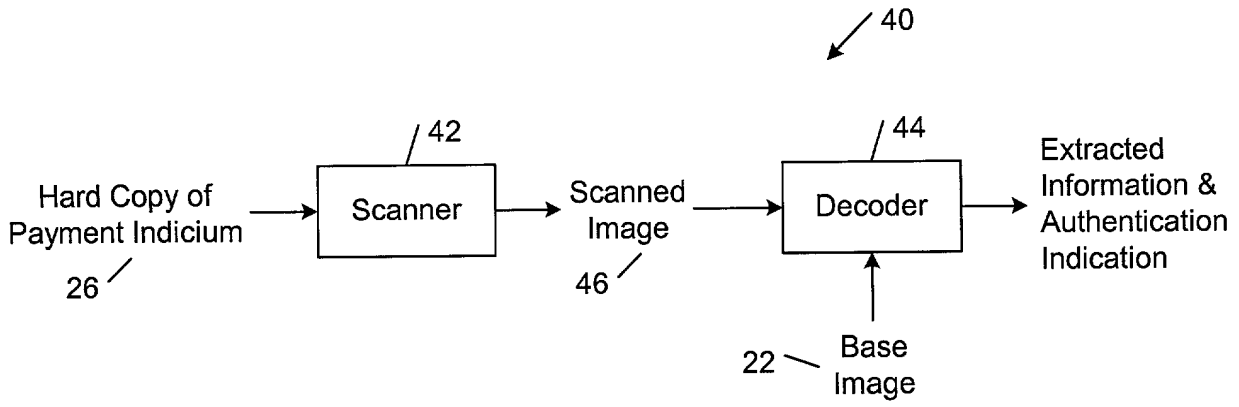 40
42
44
Hard Copy of
Payment Indicium
26
Scanner
Scanned
Image
46
Decoder
Extracted
Information &
Authentication
Indication
22
Base
Image